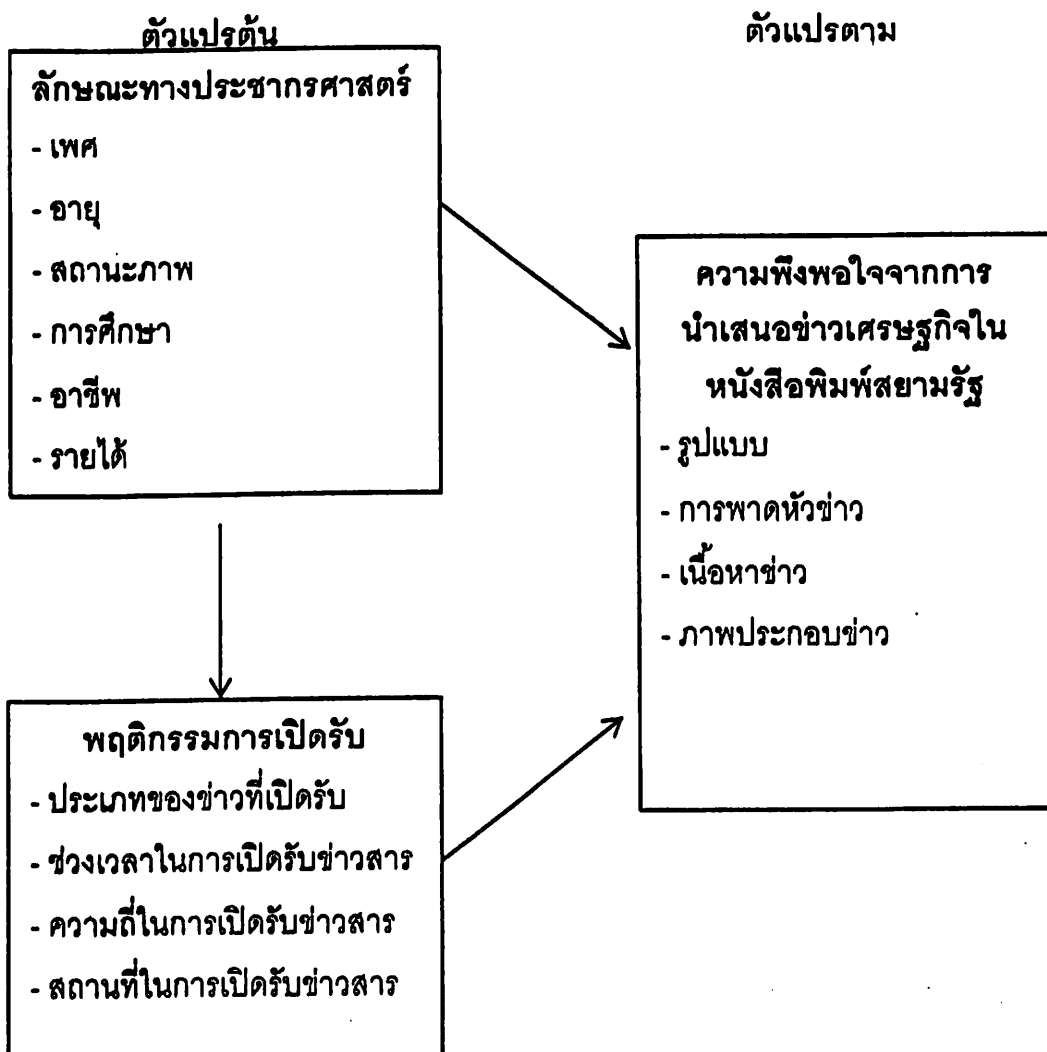 ตัวแปรต้น
ตัวแปรตาม
ลักษณะทางประชากรศาสตร์
- เพศ
- อายุ
- สถานะภาพ
- การศึกษา
- อาชีพ
- รายได้
ความพึงพอใจจากการ
นำเสนอข่าวเศรษฐกิจใน
หนังสือพิมพ์สยามรัฐ
- รูปแบบ
- การพาดหัวข่าว
- เนื้อหาข่าว
- ภาพประกอบข่าว
พฤติกรรมการเปิดรับ
- ประเภทของข่าวที่เปิดรับ
- ช่วงเวลาในการเปิดรับข่าวสาร
- ความถี่ในการเปิดรับข่าวสาร
- สถานที่ในการเปิดรับข่าวสาร